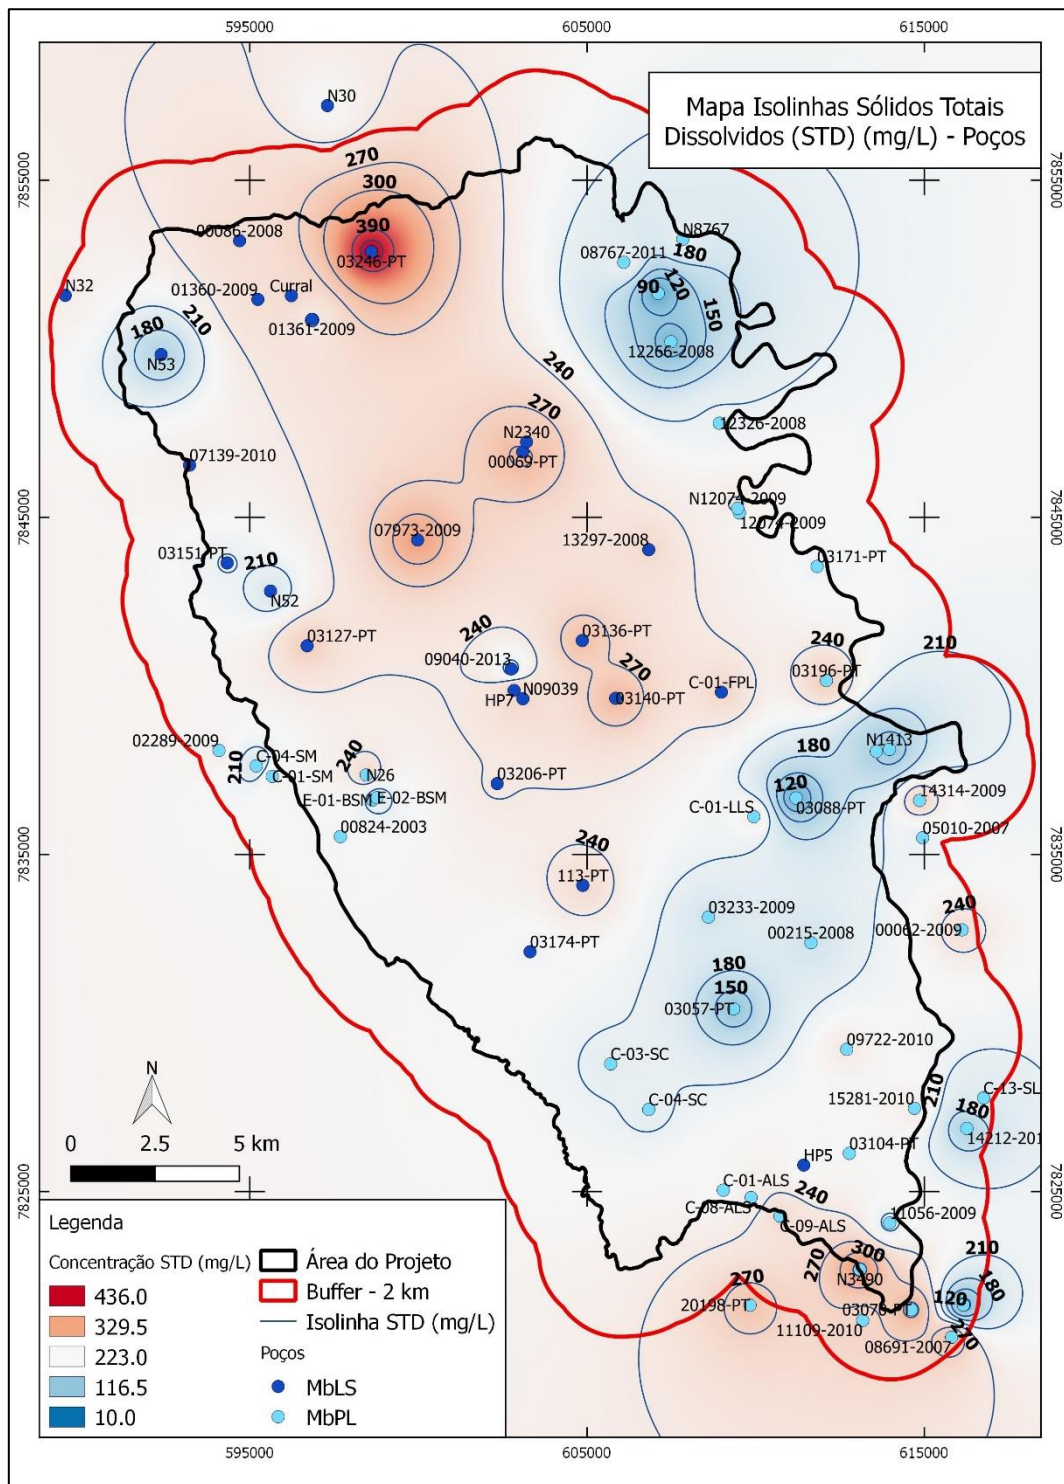 595000 605000 615000
Mapa Isolinhas Sólidos Totais
Dissolvidos (STD) (mg/L) - Poços
N30
270
7855000 7855000
300
390
00086-2008
03246-PT
N8767
180
08767-2011
N32
01360-2009
Curral
90
120
150
01361-2009
180
210
N53
12266-2008
240
270
N2340
00069-PT
12326-2008
07139-2010
N12074-2009
12074-2009
7845000 7845000
07973-2009
13297-2008
03151-PT
210
N52
03171-PT
03127-PT
240
09040-2013
03136-PT
240
03196-PT
210
270
N09039
HP7
03140-PT
C-01-FPL
02289-2009
C-04-SM
210
C-01-SM
240
N26
03206-PT
180
N1413
E-01-BSM
E-02-BSM
120
03088-PT
14314-2009
00824-2003
C-01-LLS
05010-2007
7835000 7835000
240
113-PT
03233-2009
240
00062-2009
00215-2008
03174-PT
180
150
03057-PT
C-03-SC
09722-2010
C-04-SC
210
C-13-SL
15281-2010
180
14212-201
03104-PT
HP5
N
0 2.5 5 km
7825000 7825000
C-01-ALS
C-08-ALS
240
C-09-ALS
11056-2009
300
270
N3490
210
180
120
270
20198-PT
03070-PT
11109-2010
08691-2007
270
Legenda
Concentração STD (mg/L)
436.0
329.5
223.0
116.5
10.0
Área do Projeto
Buffer - 2 km
Isolinha STD (mg/L)
Poços
MbLS
MbPL
595000 605000 615000